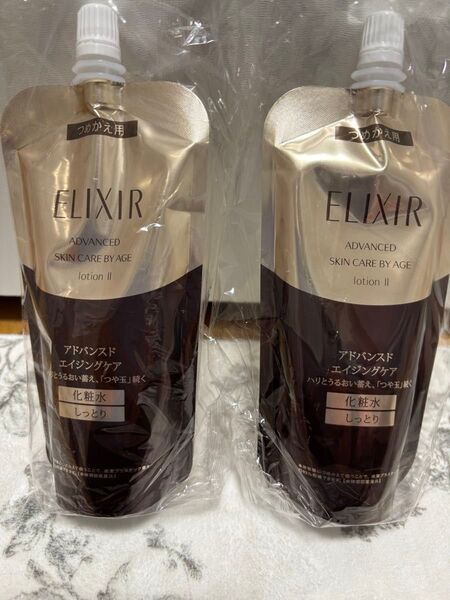 つめかえ用
ELIXIR
ADVANCED
SKIN CARE BY AGE
lotion II
アドバンスド
エイジングケア
ハリとうるおい蓄え、「つや玉」続く
化粧水
しっとり
つめかえ用
ELIXIR
ADVANCED
SKIN CARE BY AGE
lotion II
アドバンスド
エイジングケア
ハリとうるおい蓄え、「つや玉」続く
化粧水
しっとり